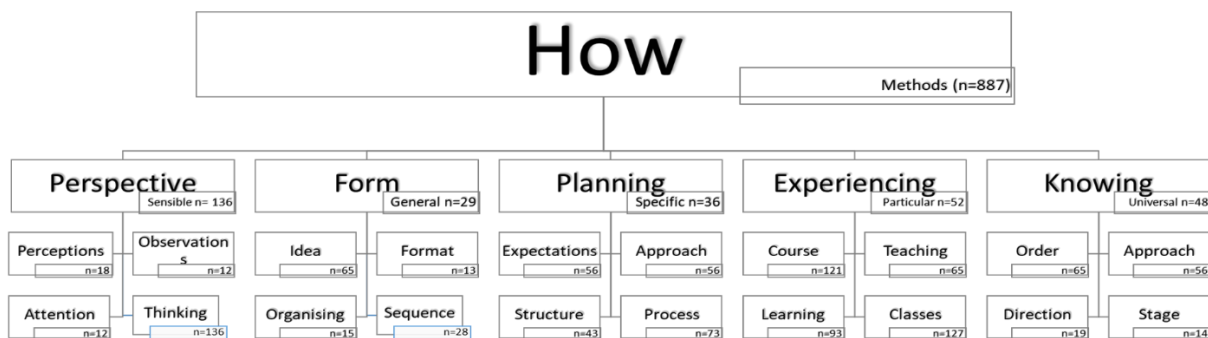 How
Methods (n=887)
Perspective
Sensible n= 136
Form
General n=29
Planning
Specific n=36
Experiencing
Particular n=52
Knowing
Universal n=48
Perceptions
n=18
Observation
s
n=12
Idea
n=65
Format
n=13
Expectations
n=56
Approach
n=56
Course
n=121
Teaching
n=65
Order
n=65
Approach
n=56
Attention
n=12
Thinking
n=136
Organising
n=15
Sequence
n=28
Structure
n=43
Process
n=73
Learning
n=93
Classes
n=127
Direction
n=19
Stage
n=14